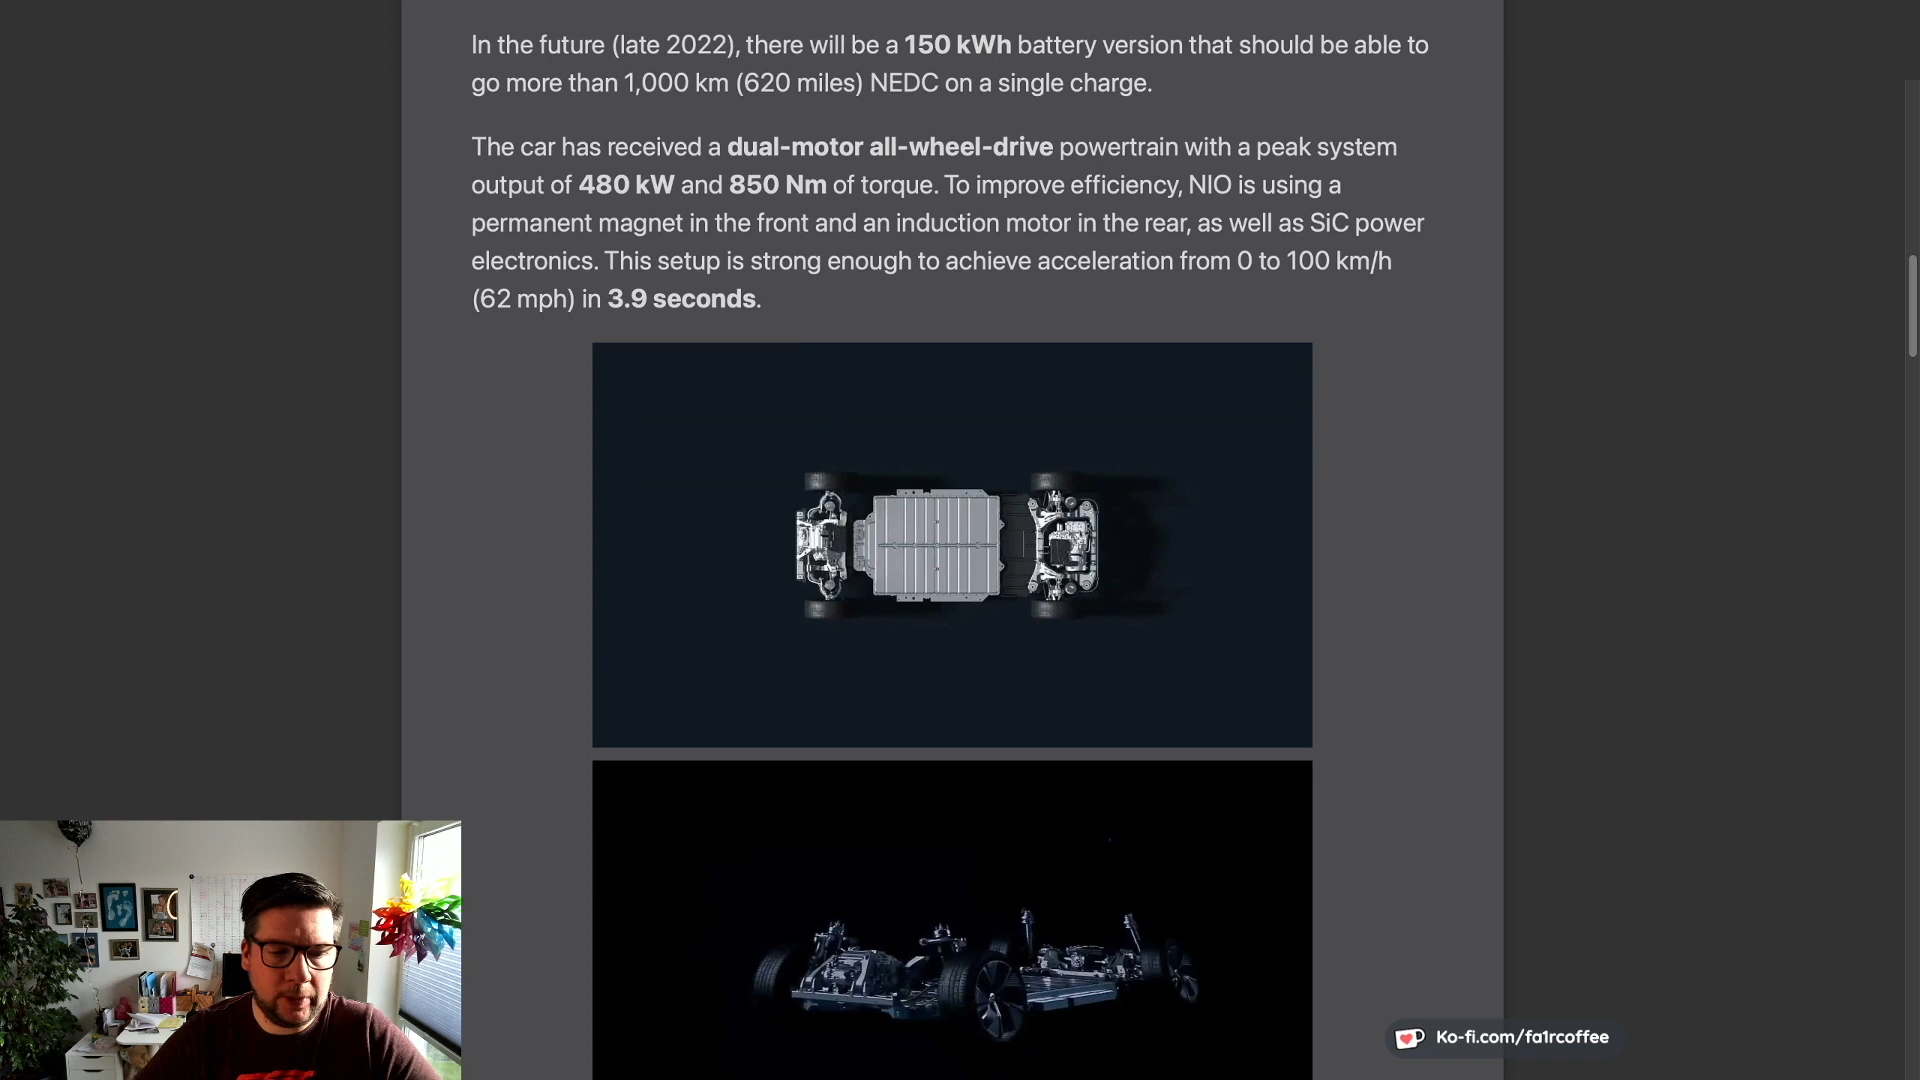 In the future (late 2022), there will be a 150 kWh battery version that should be able to
go more than 1,000 km (620 miles) NEDC on a single charge.
The car has received a dual-motor all-wheel-drive powertrain with a peak system
output of 480 kW and 850 Nm of torque. To improve efficiency, NIO is using a
permanent magnet in the front and an induction motor in the rear, as well as SiC power
electronics. This setup is strong enough to achieve acceleration from 0 to 100 km/h
(62 mph) in 3.9 seconds.
Ko-fi.com/fa1rcoffee